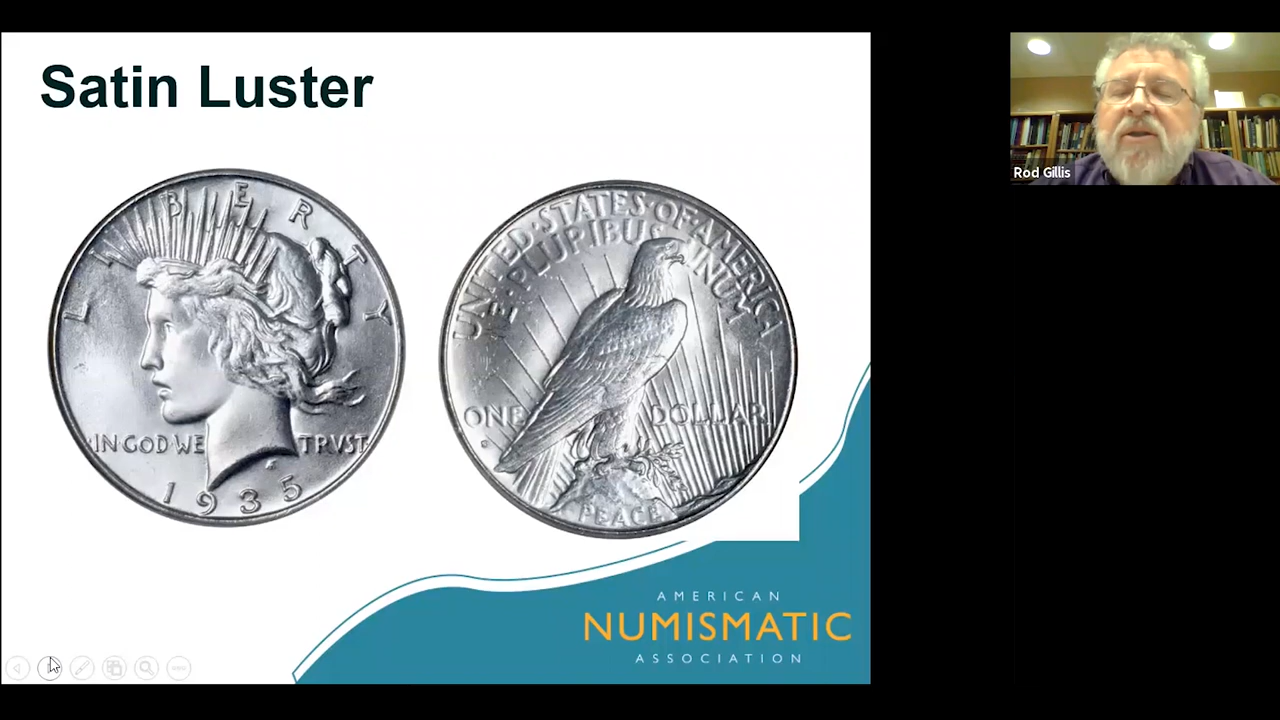 Satin Luster
LIBERTY
IN GOD WE TRVST
1935
UNITED·STATES·OF·AMERICA
E·PLURIBUS UNUM
ONE DOLLAR
PEACE
AMERICAN
NUMISMATIC
ASSOCIATION
Rod Gillis